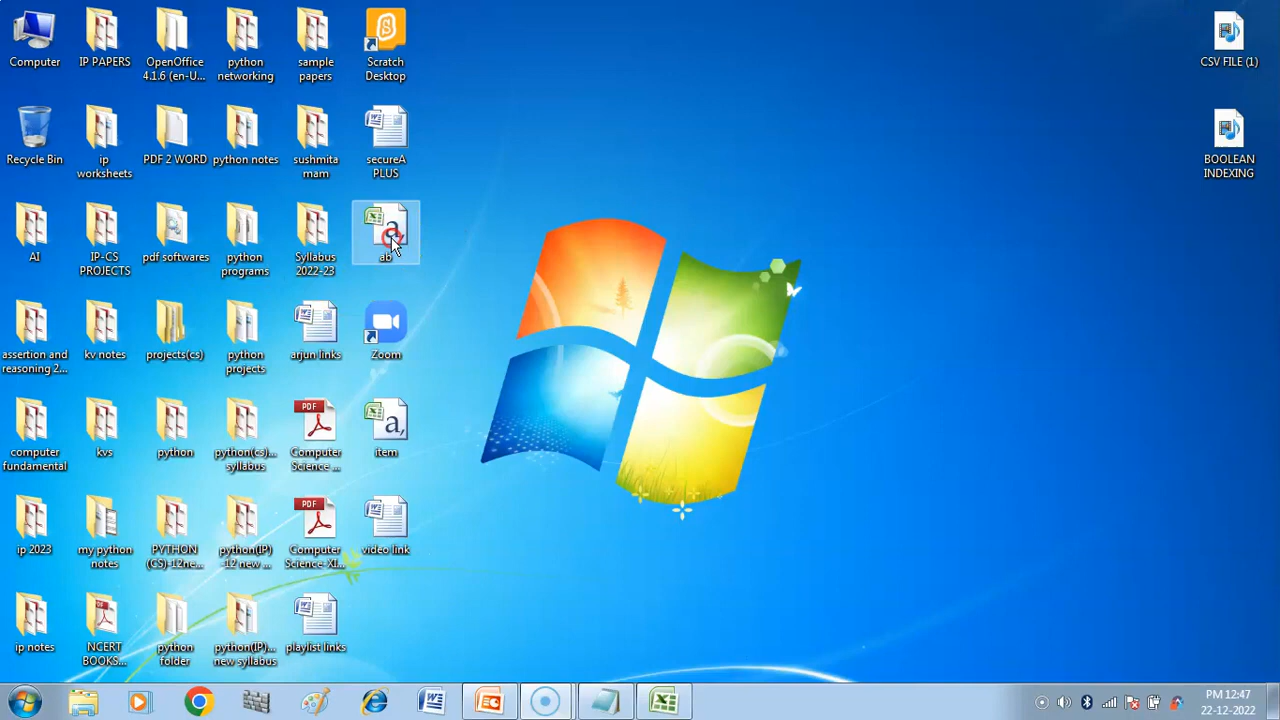 Computer
IP PAPERS
OpenOffice
4.1.6 (en-U...
python
networking
sample
papers
Scratch
Desktop
CSV FILE (1)
Recycle Bin
ip
worksheets
PDF 2 WORD
python notes
sushmita
mam
secureA
PLUS
BOOLEAN
INDEXING
AI
IP-CS
PROJECTS
pdf softwares
python
programs
Syllabus
2022-23
ab
assertion and
reasoning 2...
kv notes
projects(cs)
python
projects
arjun links
Zoom
computer
fundamental
kvs
python
python(cs)...
syllabus
PDF
Computer
Science ...
item
ip 2023
my python
notes
PYTHON
(CS)-12ne...
python(IP)
-12 new ...
PDF
Computer
Science-XI...
video link
ip notes
NCERT
BOOKS...
python
folder
python(IP)...
new syllabus
playlist links
PM 12:47
22-12-2022